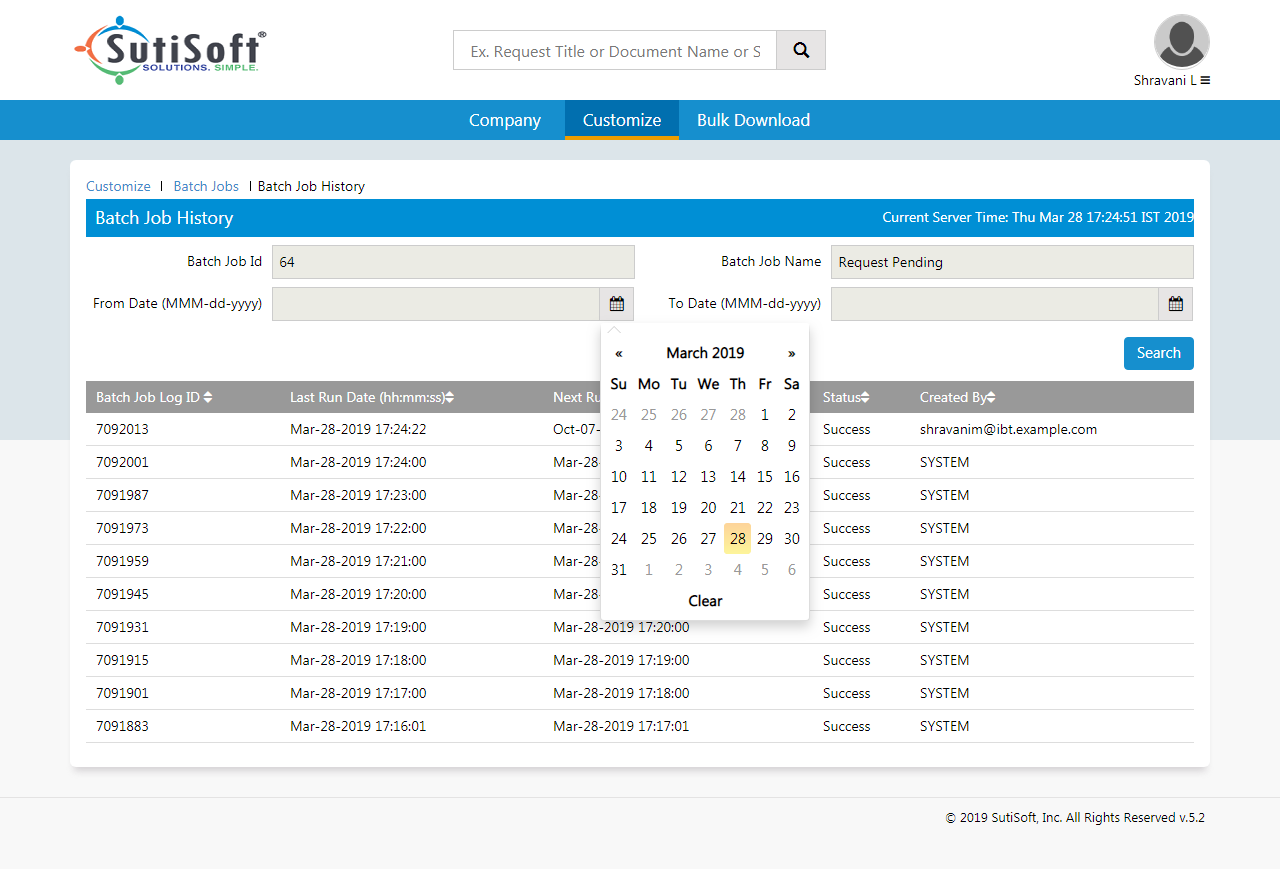 SutiSoft®
SOLUTIONS. SIMPLE.
Ex. Request Title or Document Name or S
Shravani L
Company Customize Bulk Download
Customize | Batch Jobs | Batch Job History
Batch Job History Current Server Time: Thu Mar 28 17:24:51 IST 2019
Batch Job Id 64 Batch Job Name Request Pending
From Date (MMM-dd-yyyy) To Date (MMM-dd-yyyy)
« March 2019 »
Su Mo Tu We Th Fr Sa
24 25 26 27 28 1 2
3 4 5 6 7 8 9
10 11 12 13 14 15 16
17 18 19 20 21 22 23
24 25 26 27 28 29 30
31 1 2 3 4 5 6
Clear
Search
Batch Job Log ID Last Run Date (hh:mm:ss) Next Ru Status Created By
7092013 Mar-28-2019 17:24:22 Oct-07- Success shravanim@ibt.example.com
7092001 Mar-28-2019 17:24:00 Mar-28- Success SYSTEM
7091987 Mar-28-2019 17:23:00 Mar-28- Success SYSTEM
7091973 Mar-28-2019 17:22:00 Mar-28- Success SYSTEM
7091959 Mar-28-2019 17:21:00 Mar-28- Success SYSTEM
7091945 Mar-28-2019 17:20:00 Mar-28- Success SYSTEM
7091931 Mar-28-2019 17:19:00 Mar-28-2019 17:20:00 Success SYSTEM
7091915 Mar-28-2019 17:18:00 Mar-28-2019 17:19:00 Success SYSTEM
7091901 Mar-28-2019 17:17:00 Mar-28-2019 17:18:00 Success SYSTEM
7091883 Mar-28-2019 17:16:01 Mar-28-2019 17:17:01 Success SYSTEM
© 2019 SutiSoft, Inc. All Rights Reserved v.5.2